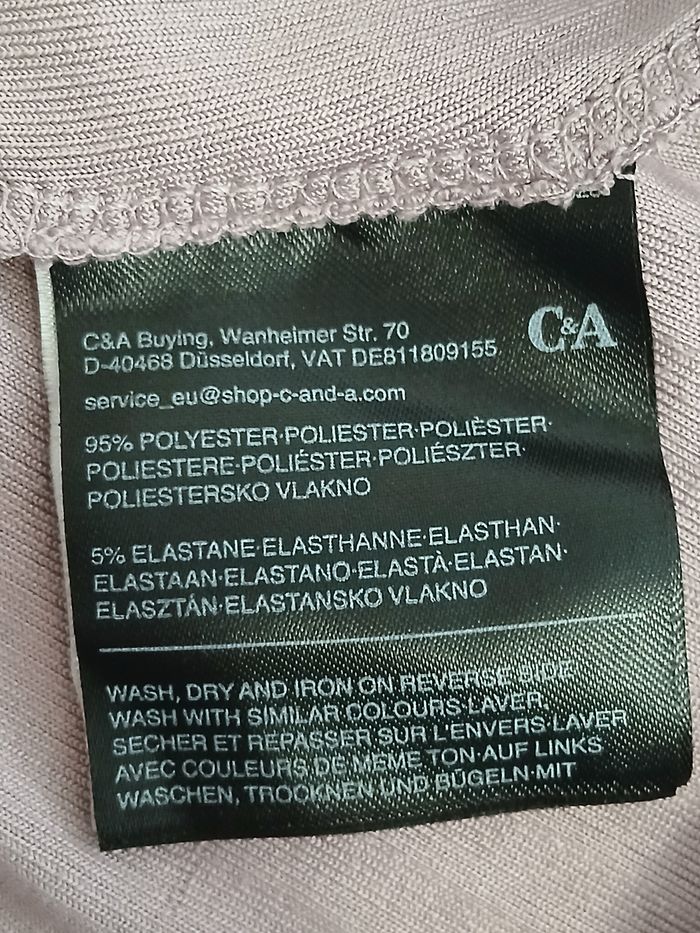 C&A
C&A Buying, Wanheimer Str. 70
D-40468 Düsseldorf, VAT DE811809155
service_eu@shop-c-and-a.com
95% POLYESTER·POLIESTER·POLIÈSTER·
POLIESTERE·POLIÉSTER·POLIÉSZTER·
POLIESTERSKO VLAKNO
5% ELASTANE·ELASTHANNE·ELASTHAN·
ELASTAAN·ELASTANO·ELASTÀ·ELASTAN·
ELASZTÁN·ELASTANSKO VLAKNO
WASH, DRY AND IRON ON REVERSE SIDE
WASH WITH SIMILAR COLOURS·LAVER,
SECHER ET REPASSER SUR L'ENVERS·LAVER
AVEC COULEURS DE MEME TON·AUF LINKS
WASCHEN, TROCKNEN UND BÜGELN·MIT